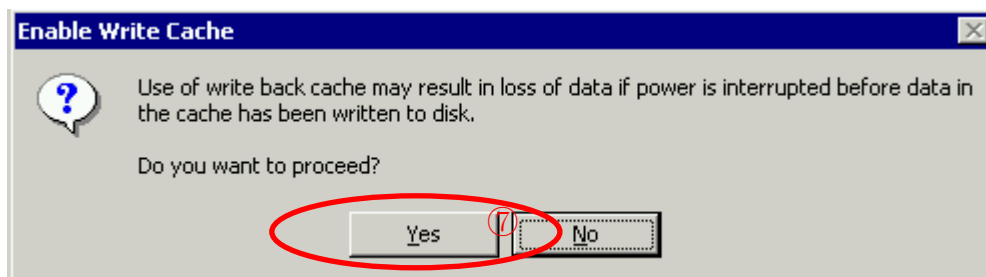 Enable Write Cache
Use of write back cache may result in loss of data if power is interrupted before data in
the cache has been written to disk.
Do you want to proceed?
Yes ⑦ No